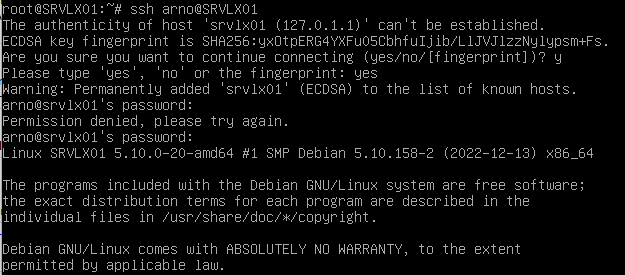 root@SRVLX01:~# ssh arno@SRVLX01
The authenticity of host 'srvlx01 (127.0.1.1)' can't be established.
ECDSA key fingerprint is SHA256:yxOtpERG4YXFu05CbhfuIjib/LlJVJlzzNylypsm+Fs.
Are you sure you want to continue connecting (yes/no/[fingerprint])? y
Please type 'yes', 'no' or the fingerprint: yes
Warning: Permanently added 'srvlx01' (ECDSA) to the list of known hosts.
arno@srvlx01's password:
Permission denied, please try again.
arno@srvlx01's password:
Linux SRVLX01 5.10.0-20-amd64 #1 SMP Debian 5.10.158-2 (2022-12-13) x86_64
The programs included with the Debian GNU/Linux system are free software;
the exact distribution terms for each program are described in the
individual files in /usr/share/doc/*/copyright.
Debian GNU/Linux comes with ABSOLUTELY NO WARRANTY, to the extent
permitted by applicable law.